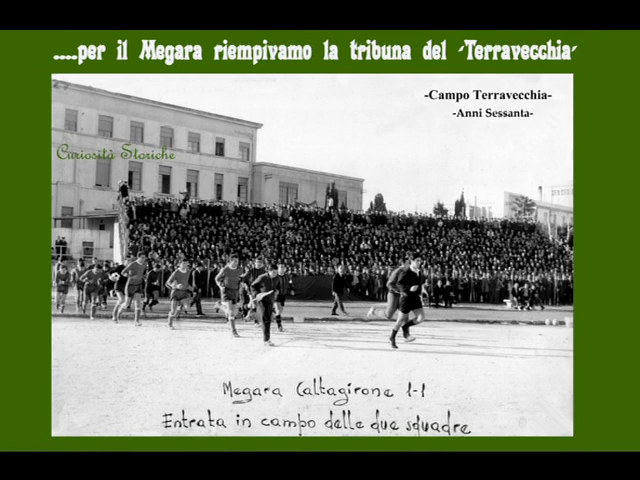 ....per il Megara riempivamo la tribuna del ‘Terravecchia’
-Campo Terravecchia-
-Anni Sessanta-
Curiosità Storiche
Megara Caltagirone 1-1
Entrata in campo delle due squadre